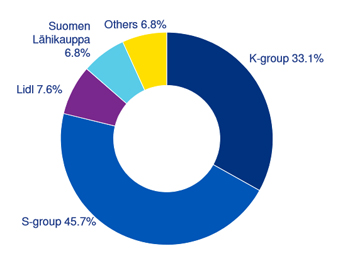 Others 6.8%
Suomen
Lähikauppa
6.8%
K-group 33.1%
Lidl 7.6%
S-group 45.7%